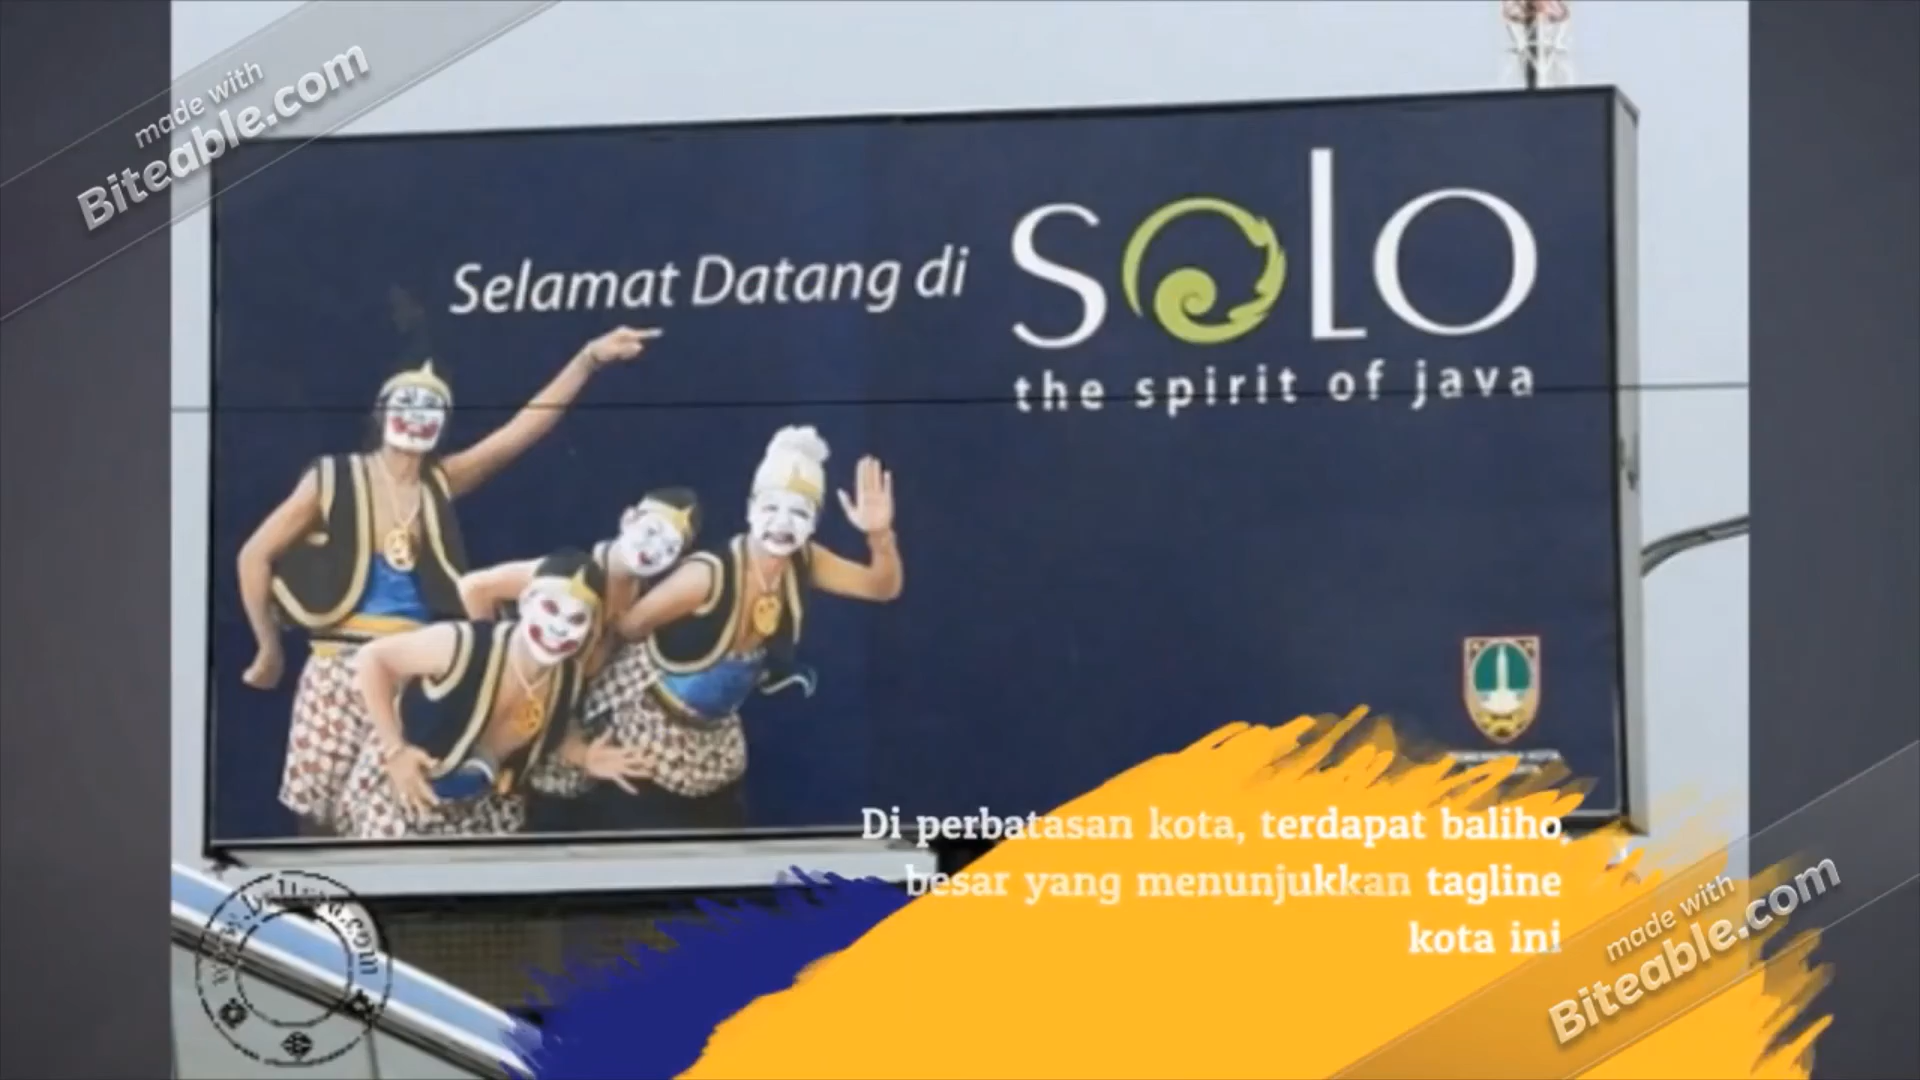 made with
Biteable.com
Selamat Datang di
SOLO
the spirit of java
Di perbatasan kota, terdapat baliho,
besar yang menunjukkan tagline
kota ini
made with
Biteable.com